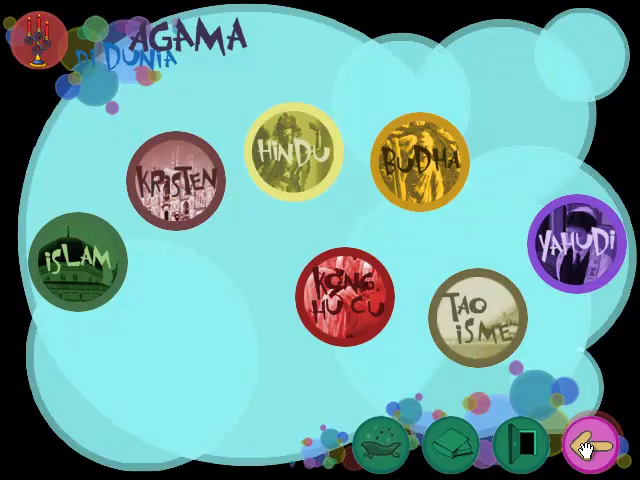 AGAMA
Di DUNiA
KRiSTEN
HiNDU
BUDHA
iSLAM
YAHUDi
KONG
HU CU
TAO
iSME